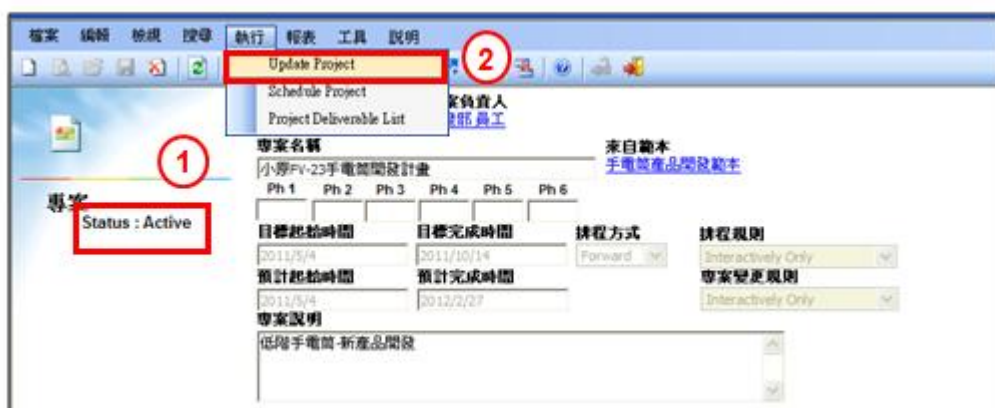 檔案 編輯 檢視 搜尋 執行 報表 工具 說明
Update Project
2
Schedule Project
Project Deliverable List
案負責人
部員工
1
專案名稱
來自範本
小原FV-23手電筒開發計畫
手電筒產品開發範本
Ph 1 Ph 2 Ph 3 Ph 4 Ph 5 Ph 6
專案
Status : Active
目標起始時間 目標完成時間 排程方式 排程規則
2011/5/4 2011/10/14 Forward Interactively Only
預計起始時間 預計完成時間 專案變更規則
2011/5/4 2012/2/27 Interactively Only
專案說明
低階手電筒-新產品開發